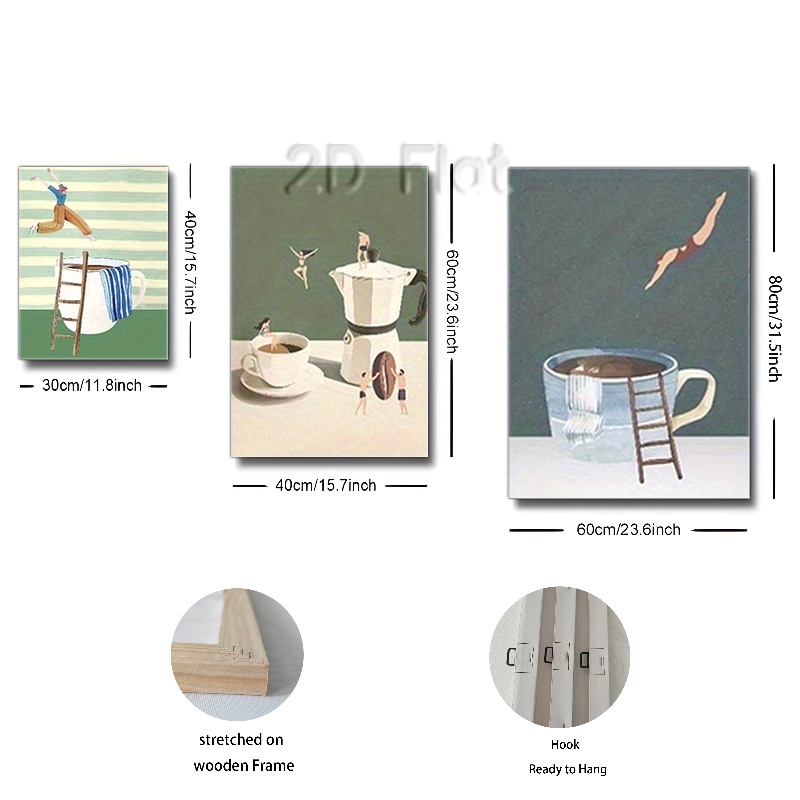 2D Flat
40cm/15.7inch
60cm/23.6inch
80cm/31.5inch
30cm/11.8inch
40cm/15.7inch
60cm/23.6inch
stretched on
wooden Frame
Hook
Ready to Hang